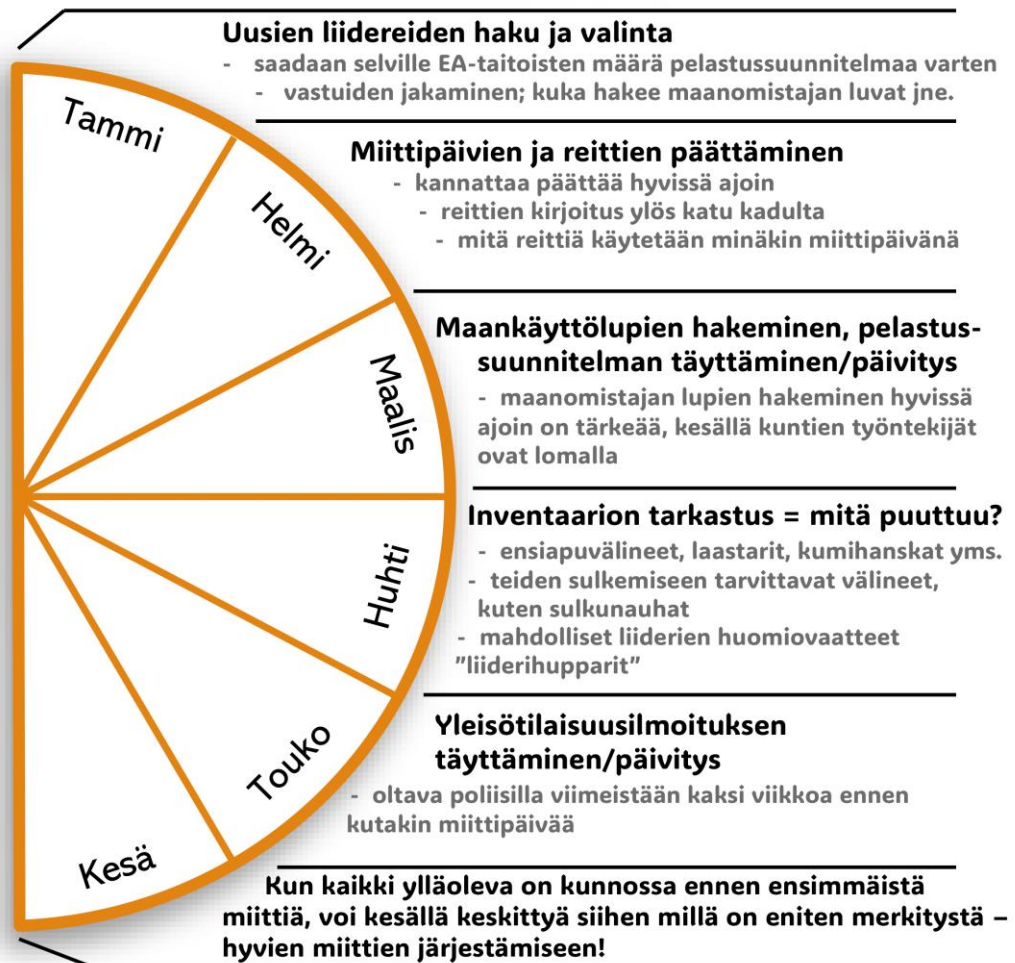 Uusien liidereiden haku ja valinta
- saadaan selville EA-taitoisten määrä pelastussuunnitelmaa varten
- vastuiden jakaminen; kuka hakee maanomistajan luvat jne.
Tammi
Miittipäivien ja reittien päättäminen
- kannattaa päättää hyvissä ajoin
- reittien kirjoitus ylös katu kadulta
- mitä reittiä käytetään minäkin miittipäivänä
Helmi
Maankäyttölupien hakeminen, pelastus-
suunnitelman täyttäminen/päivitys
- maanomistajan lupien hakeminen hyvissä
ajoin on tärkeää, kesällä kuntien työntekijät
ovat lomalla
Maalis
Inventaarion tarkastus = mitä puuttuu?
- ensiapuvälineet, laastarit, kumihanskat yms.
- teiden sulkemiseen tarvittavat välineet,
kuten sulkunauhat
- mahdolliset liiderien huomiovaatteet
”liiderihupparit”
Huhti
Yleisötilaisuusilmoituksen
täyttäminen/päivitys
- oltava poliisilla viimeistään kaksi viikkoa ennen
kutakin miittipäivää
Touko
Kesä
Kun kaikki ylläoleva on kunnossa ennen ensimmäistä
miittiä, voi kesällä keskittyä siihen millä on eniten merkitystä –
hyvien miittien järjestämiseen!